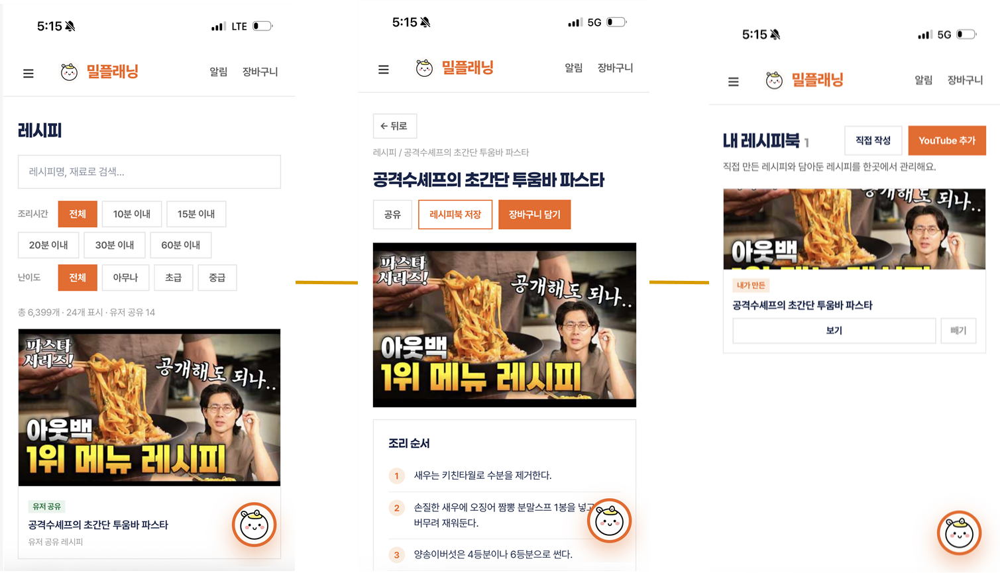 5:15
LTE
밀플래닝
알림 장바구니
레시피
레시피명, 재료로 검색...
조리시간 전체 10분 이내 15분 이내
20분 이내 30분 이내 60분 이내
난이도 전체 아무나 초급 중급
총 6,399개 · 24개 표시 · 유저 공유 14
파스타
시리즈!
공개해도 되나..
아웃백
1위 메뉴 레시피
유저 공유
공격수셰프의 초간단 투움바 파스타
유저 공유 레시피
5:15
5G
밀플래닝
알림 장바구니
← 뒤로
레시피 / 공격수셰프의 초간단 투움바 파스타
공격수셰프의 초간단 투움바 파스타
공유 레시피북 저장 장바구니 담기
파스타
시리즈!
공개해도 되나..
아웃백
1위 메뉴 레시피
조리 순서
1 새우는 키친타월로 수분을 제거한다.
2 손질한 새우에 오징어 짬뽕 분말스프 1봉을 넣고
버무려 재워둔다.
3 양송이버섯은 4등분이나 6등분으로 썬다.
5:15
5G
밀플래닝
알림 장바구니
내 레시피북 1 직접 작성 YouTube 추가
직접 만든 레시피와 담아둔 레시피를 한곳에서 관리해요.
공개해도 되나..
아웃백
1위 메뉴 레시피
내가 만든
공격수셰프의 초간단 투움바 파스타
보기 빼기